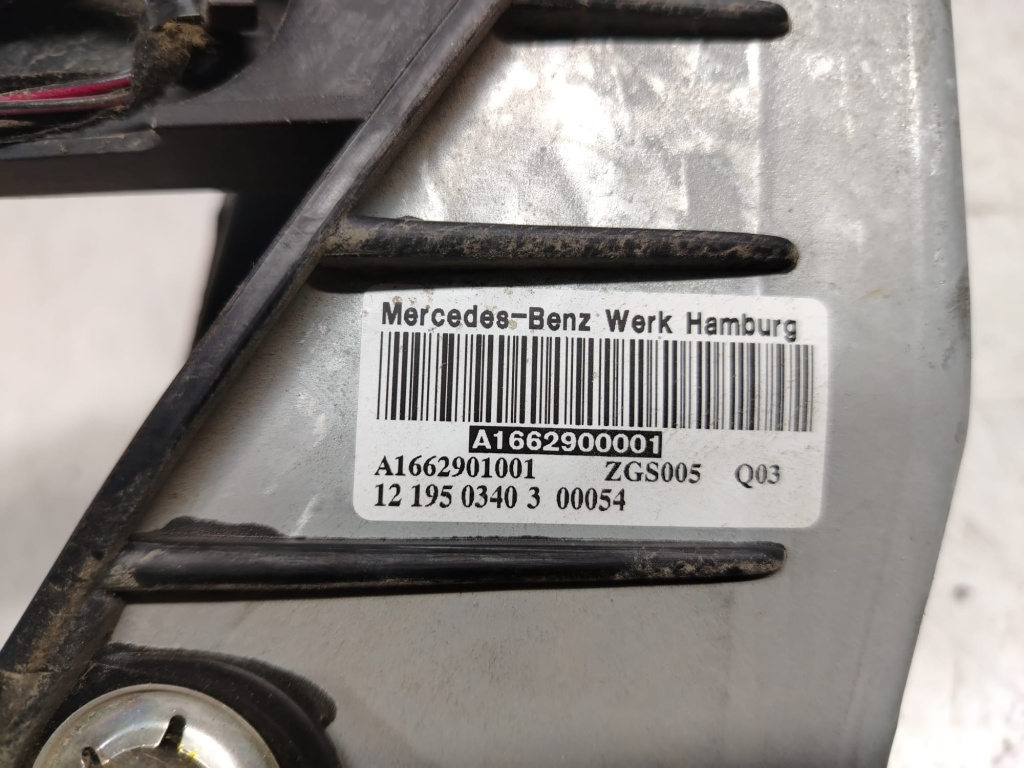 Mercedes-Benz Werk Hamburg
A1662900001
A1662901001 ZGS005 Q03
12 195 0340 3 00054